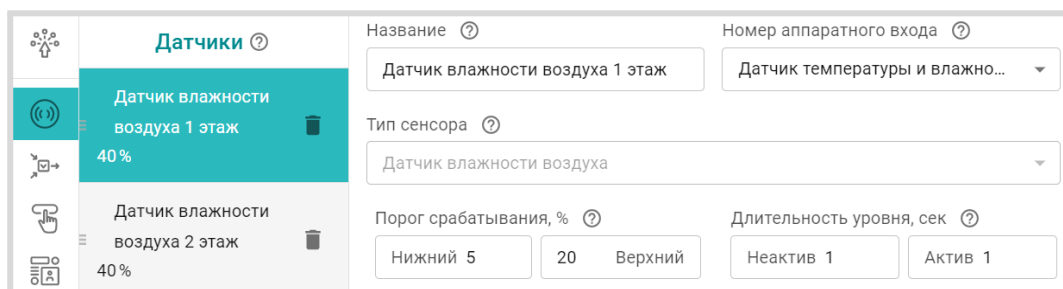 Датчики
Датчик влажности
воздуха 1 этаж
40 %
Датчик влажности
воздуха 2 этаж
40 %
Название
Датчик влажности воздуха 1 этаж
Номер аппаратного входа
Датчик температуры и влажно...
Тип сенсора
Датчик влажности воздуха
Порог срабатывания, %
Нижний 5
20 Верхний
Длительность уровня, сек
Неактив 1
Актив 1